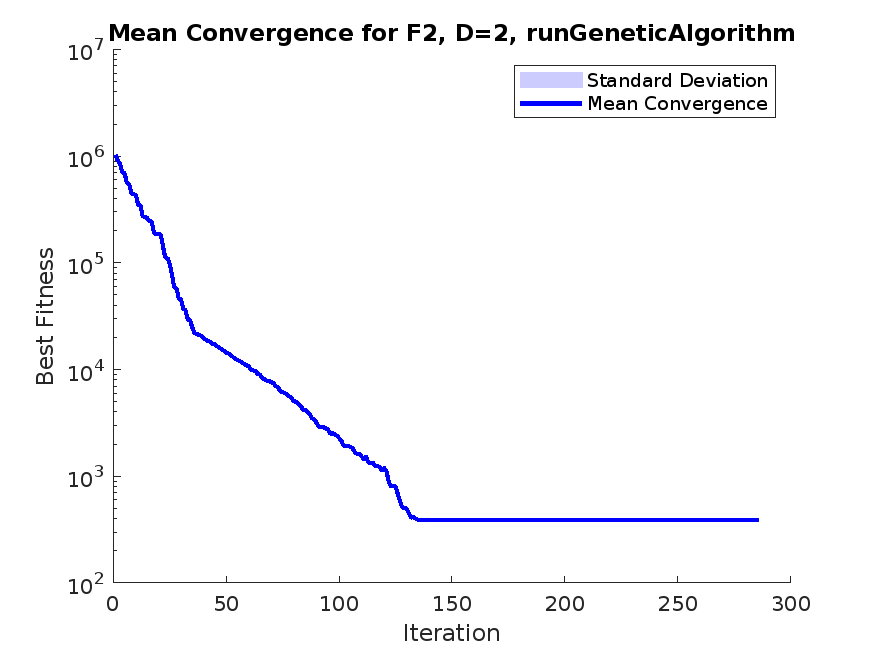 Mean Convergence for F2, D=2, runGeneticAlgorithm
Standard Deviation
Mean Convergence
10^7
10^6
10^5
10^4
10^3
10^2
Best Fitness
0 50 100 150 200 250 300
Iteration